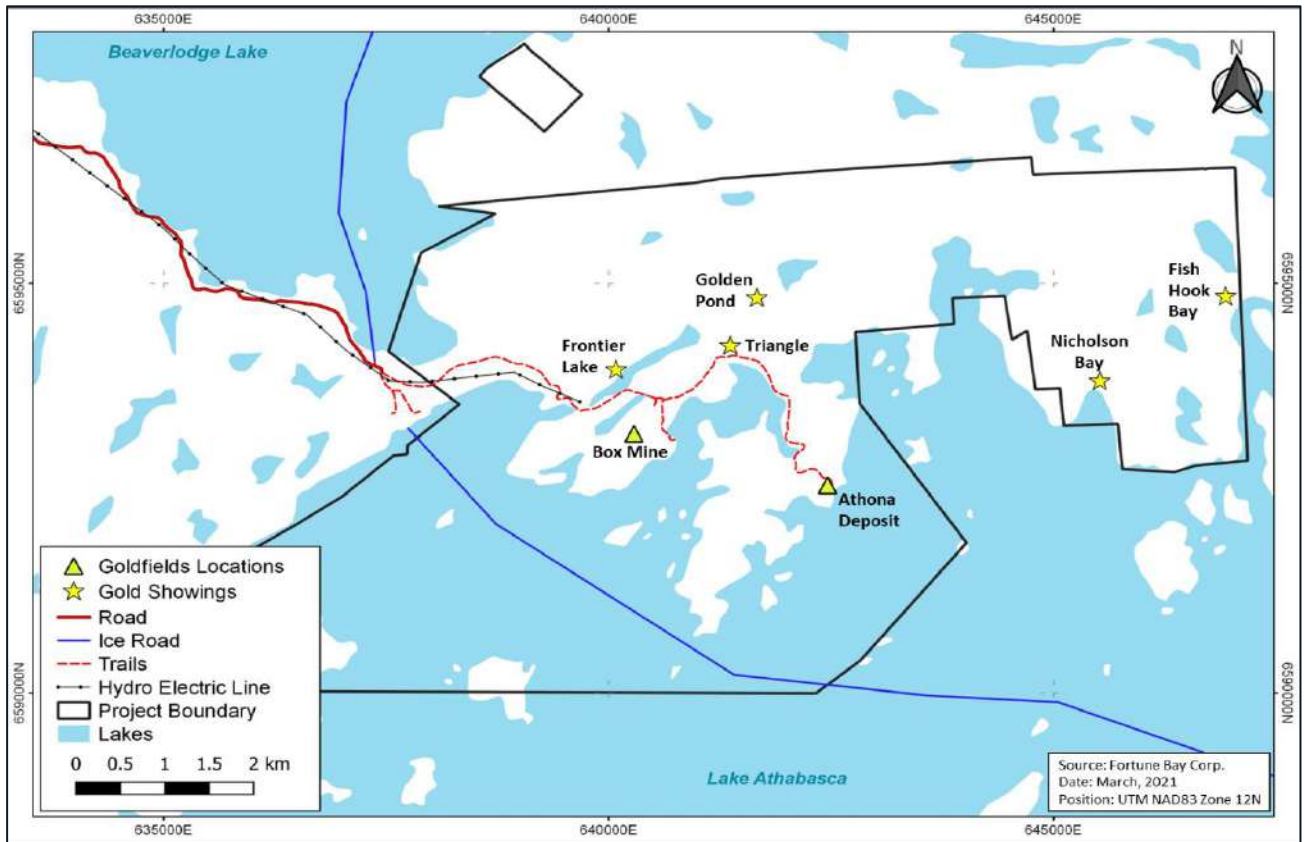 635000E
640000E
645000E
Beaverlodge Lake
N
6595000N
6595000N
Golden
Pond
Fish
Hook
Bay
Frontier
Lake
Triangle
Nicholson
Bay
Box Mine
Athona
Deposit
Goldfields Locations
Gold Showings
Road
Ice Road
Trails
Hydro Electric Line
Project Boundary
Lakes
0 0.5 1 1.5 2 km
6590000N
6590000N
Lake Athabasca
Source: Fortune Bay Corp.
Date: March, 2021
Position: UTM NAD83 Zone 12N
635000E
640000E
645000E